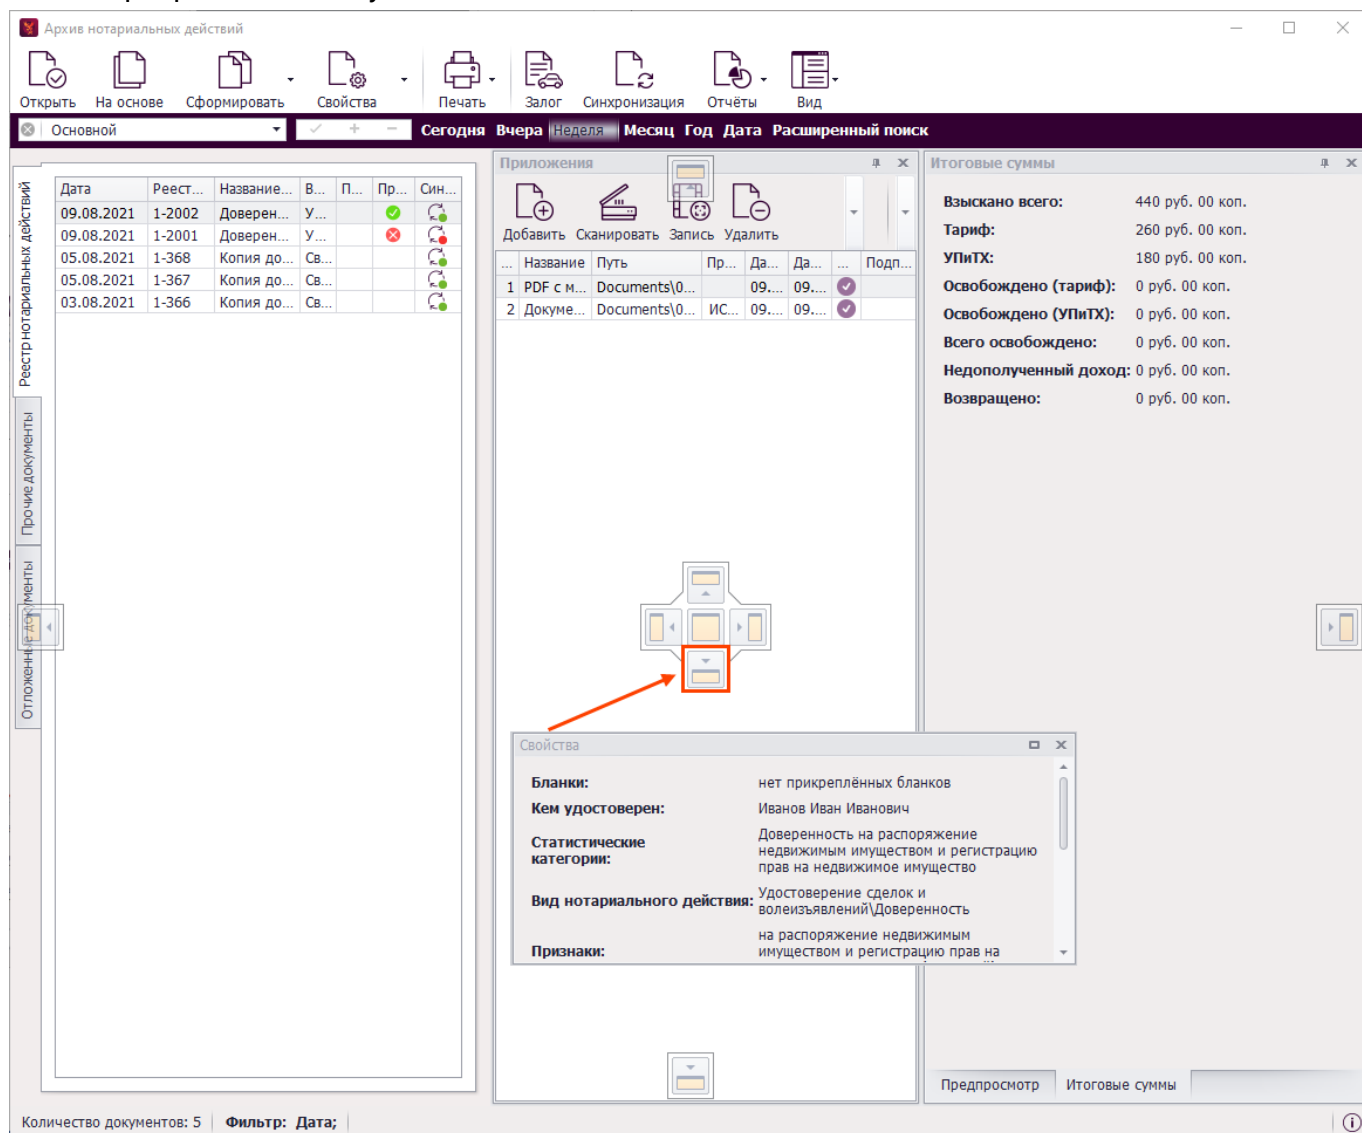 Архив нотариальных действий
Открыть На основе Сформировать Свойства Печать Залог Синхронизация Отчёты Вид
Основной Сегодня Вчера Неделя Месяц Год Дата Расширенный поиск
Реестр нотариальных действий
Прочие документы
Отложенные документы
Дата Реест... Название... В... П... Пр... Син...
09.08.2021 1-2002 Доверен... У...
09.08.2021 1-2001 Доверен... У...
05.08.2021 1-368 Копия до... Св...
05.08.2021 1-367 Копия до... Св...
03.08.2021 1-366 Копия до... Св...
Приложения
Добавить Сканировать Запись Удалить
... Название Путь Пр... Да... Да... ... Подп...
1 PDF с м... Documents\0... 09.... 09....
2 Докуме... Documents\0... ИС... 09.... 09....
Итоговые суммы
Взыскано всего: 440 руб. 00 коп.
Тариф: 260 руб. 00 коп.
УПиТХ: 180 руб. 00 коп.
Освобождено (тариф): 0 руб. 00 коп.
Освобождено (УПиТХ): 0 руб. 00 коп.
Всего освобождено: 0 руб. 00 коп.
Недополученный доход: 0 руб. 00 коп.
Возвращено: 0 руб. 00 коп.
Свойства
Бланки: нет прикреплённых бланков
Кем удостоверен: Иванов Иван Иванович
Статистические категории:
Доверенность на распоряжение
недвижимым имуществом и регистрацию
прав на недвижимое имущество
Вид нотариального действия: Удостоверение сделок и
волеизъявлений\Доверенность
Признаки:
на распоряжение недвижимым
имуществом и регистрацию прав на
Предпросмотр Итоговые суммы
Количество документов: 5 Фильтр: Дата;